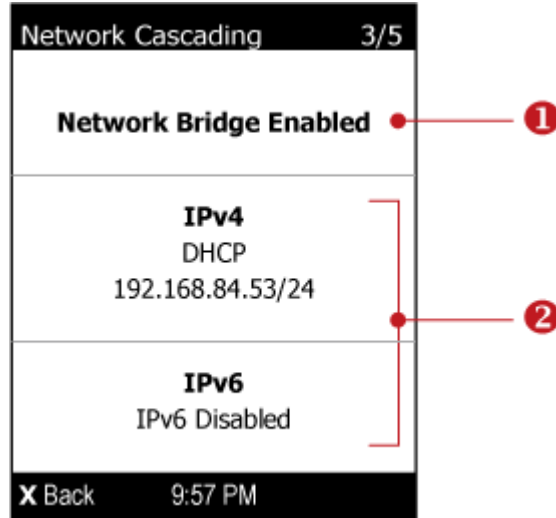 Network Cascading 3/5
Network Bridge Enabled
1
IPv4
DHCP
192.168.84.53/24
2
IPv6
IPv6 Disabled
X Back 9:57 PM